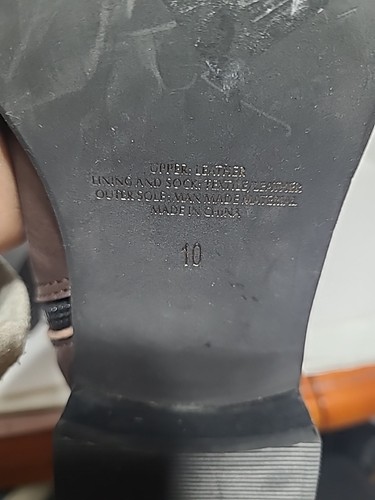 UPPER: LEATHER
LINING AND SOCK: TEXTILE/LEATHER
OUTER SOLE: MAN MADE MATERIAL
MADE IN CHINA
10